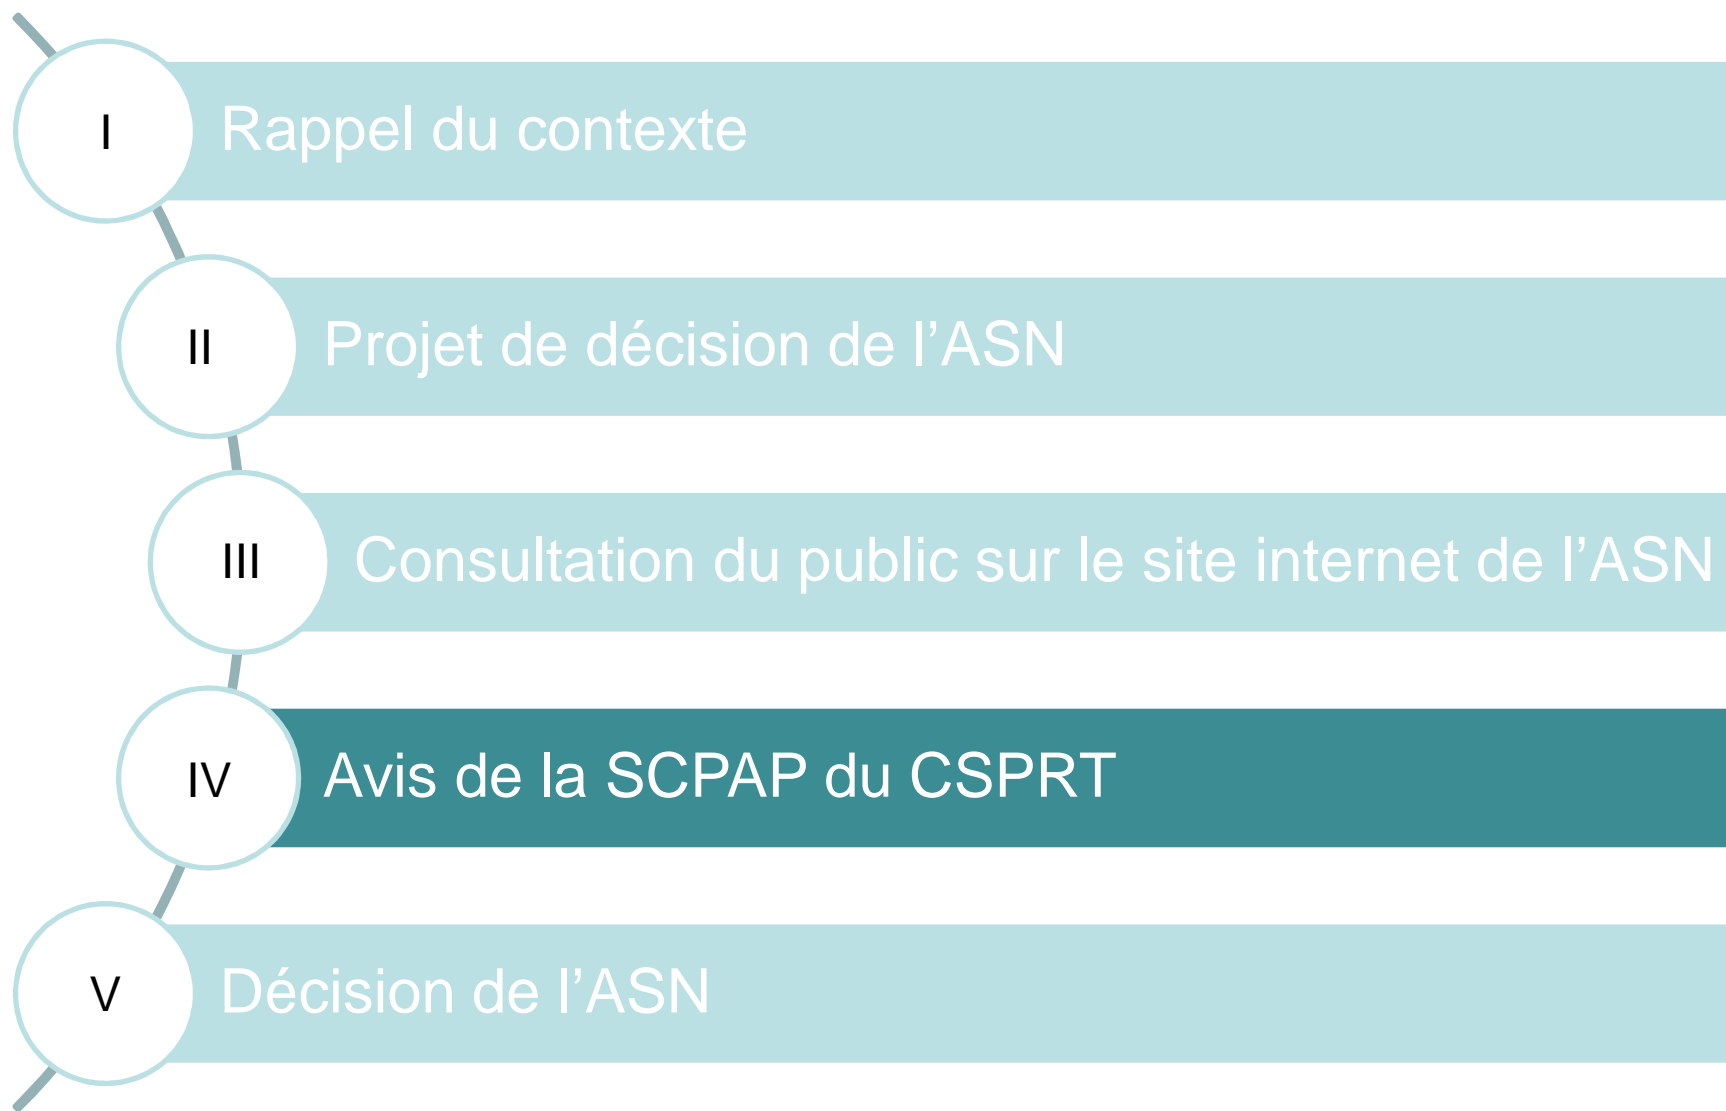 I
Rappel du contexte
II
Projet de décision de l’ASN
III
Consultation du public sur le site internet de l’ASN
IV
Avis de la SCPAP du CSPRT
V
Décision de l’ASN